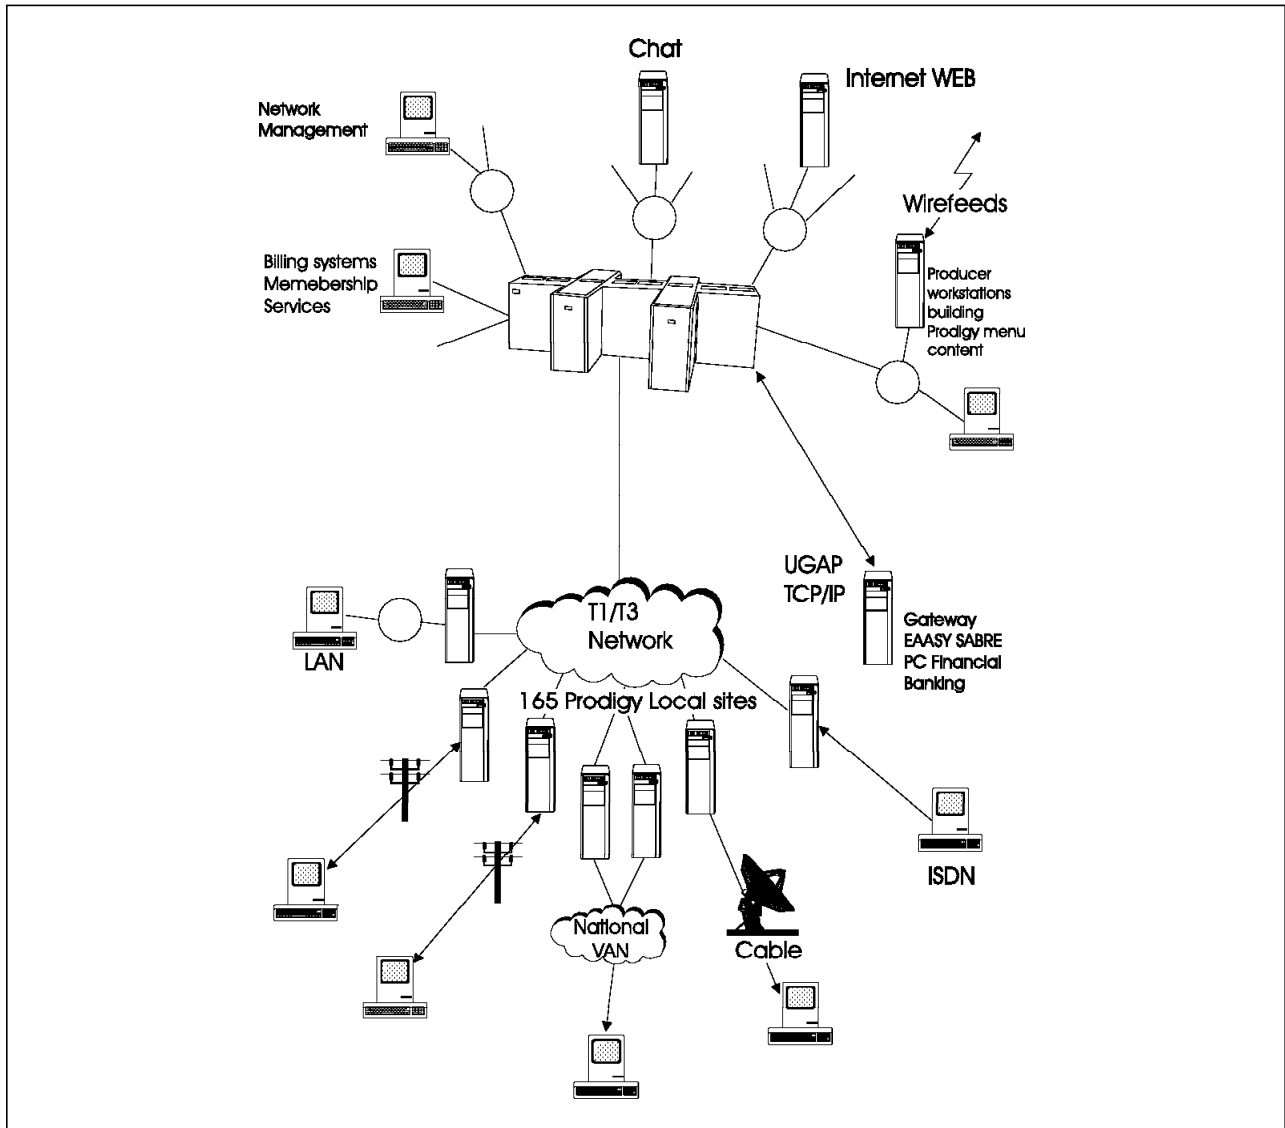 Chat
Internet WEB
Network
Management
Wirefeeds
Billing systems
Memebership
Services
Producer
workstations
building
Prodigy menu
content
UGAP
TCP/IP
Gateway
EAASY SABRE
PC Financial
Banking
T1/T3
Network
LAN
165 Prodigy Local sites
ISDN
National
VAN
Cable